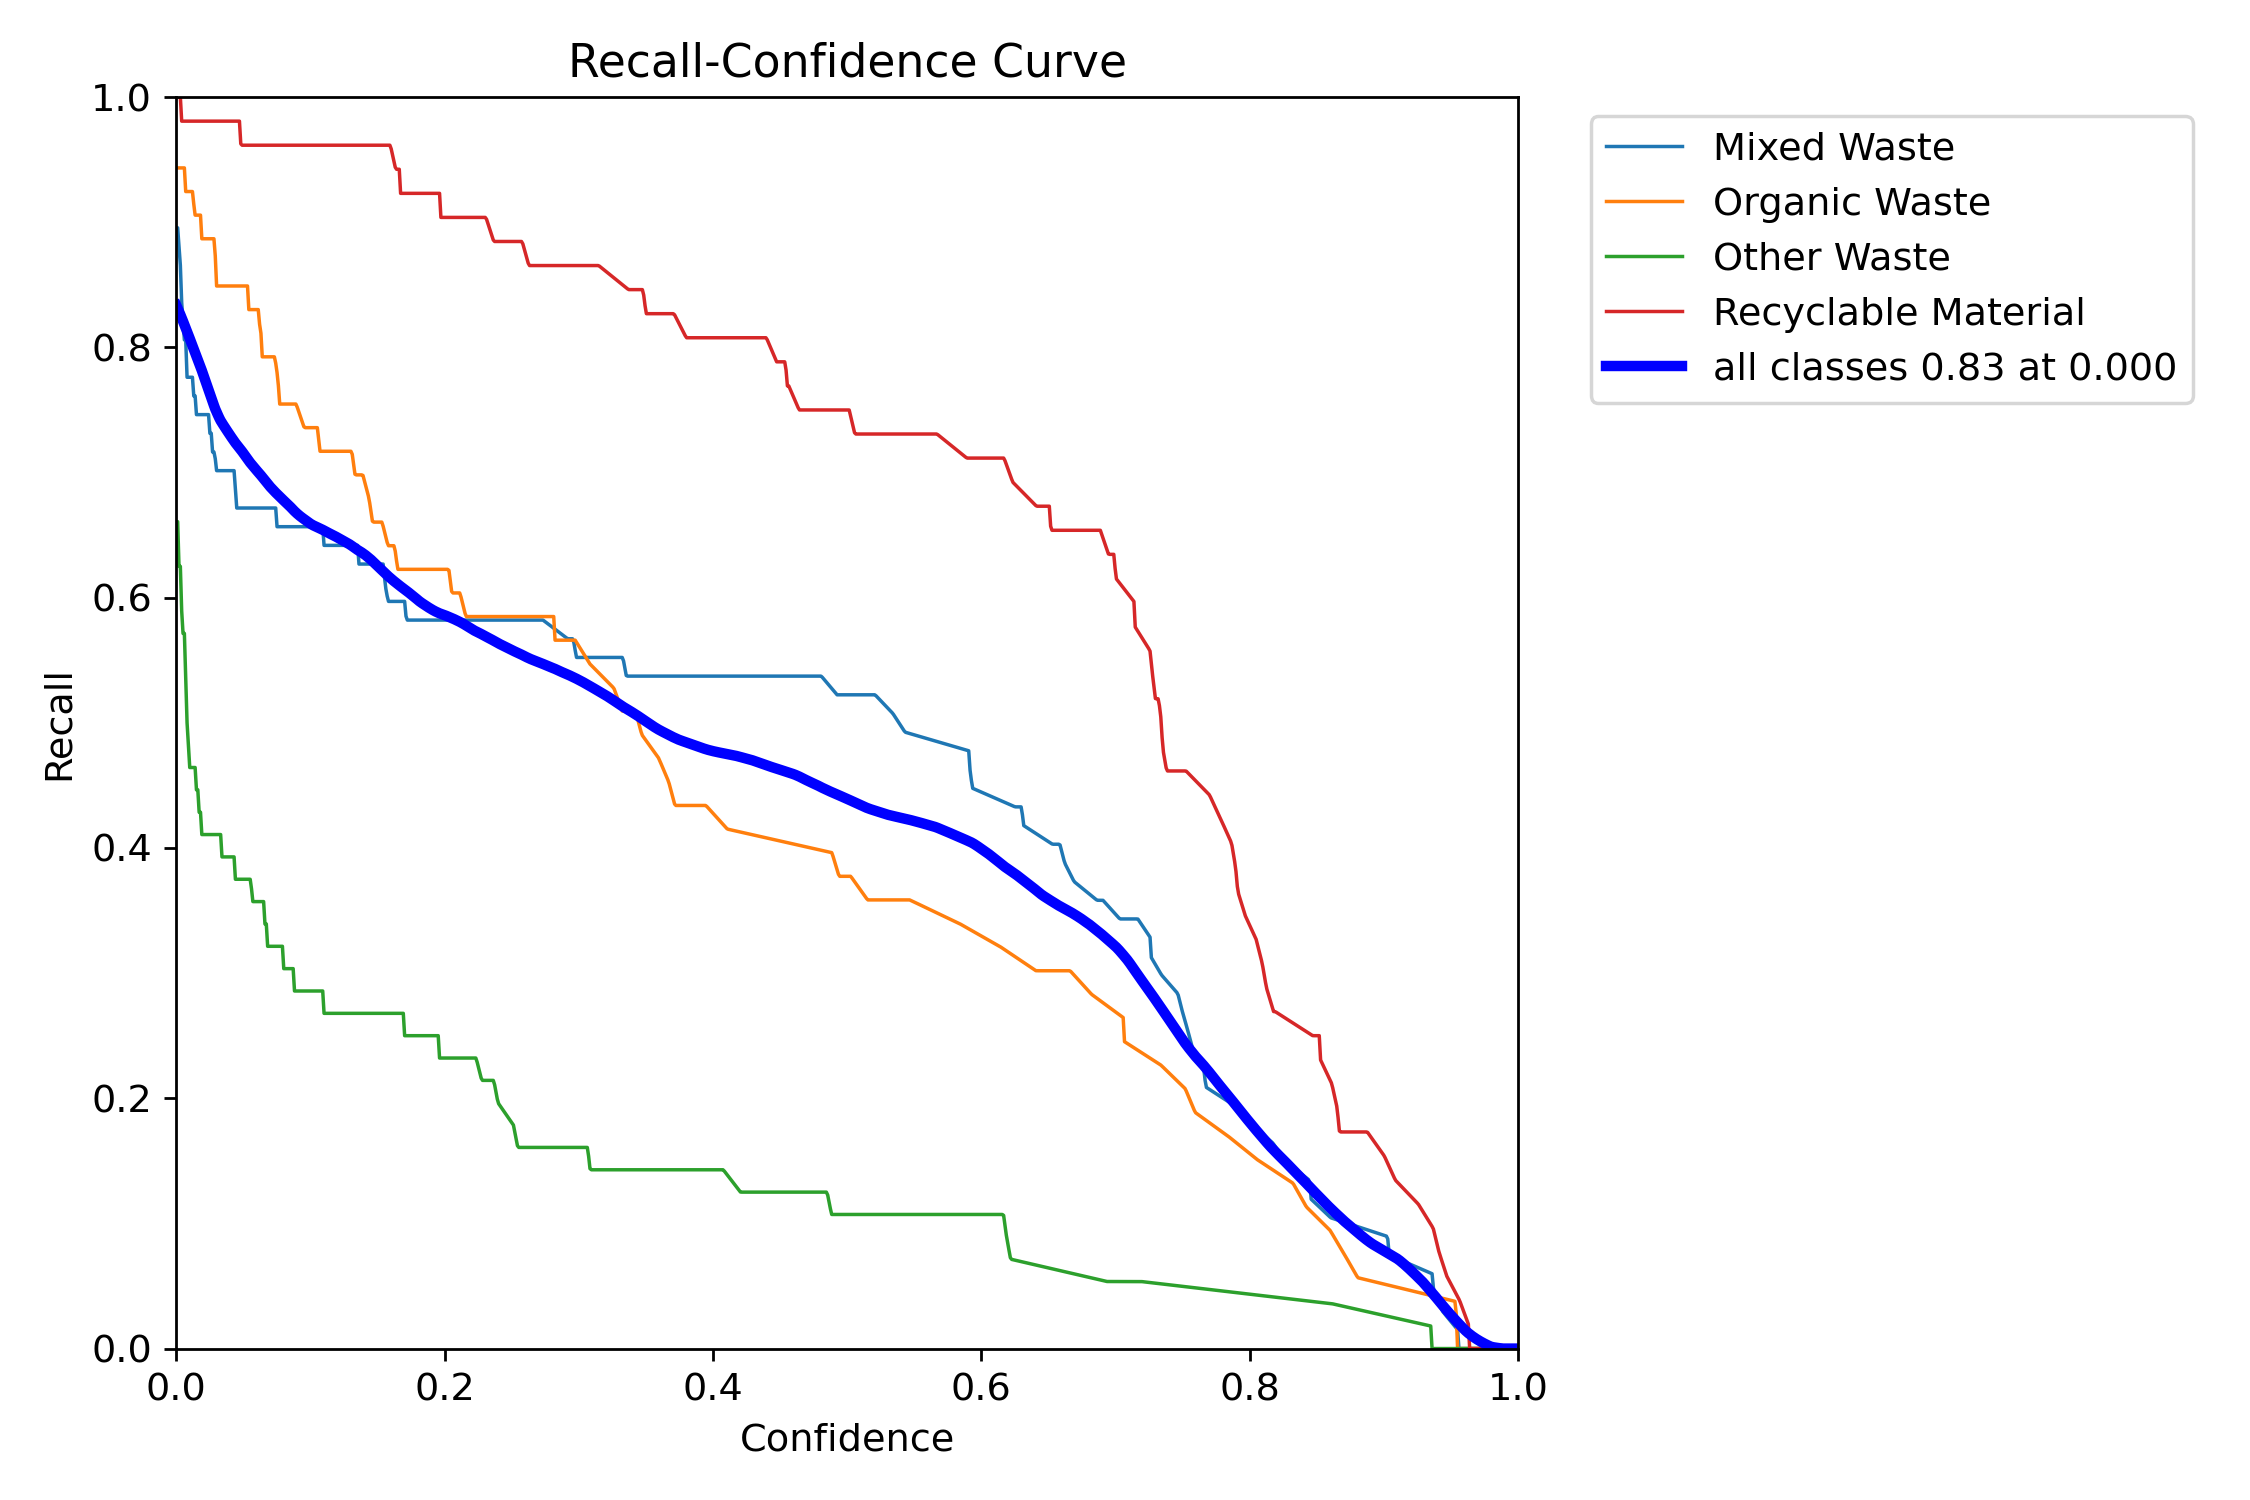 Recall-Confidence Curve
1.0
0.8
0.6
0.4
0.2
0.0
Recall
0.0 0.2 0.4 0.6 0.8 1.0
Confidence
Mixed Waste
Organic Waste
Other Waste
Recyclable Material
all classes 0.83 at 0.000